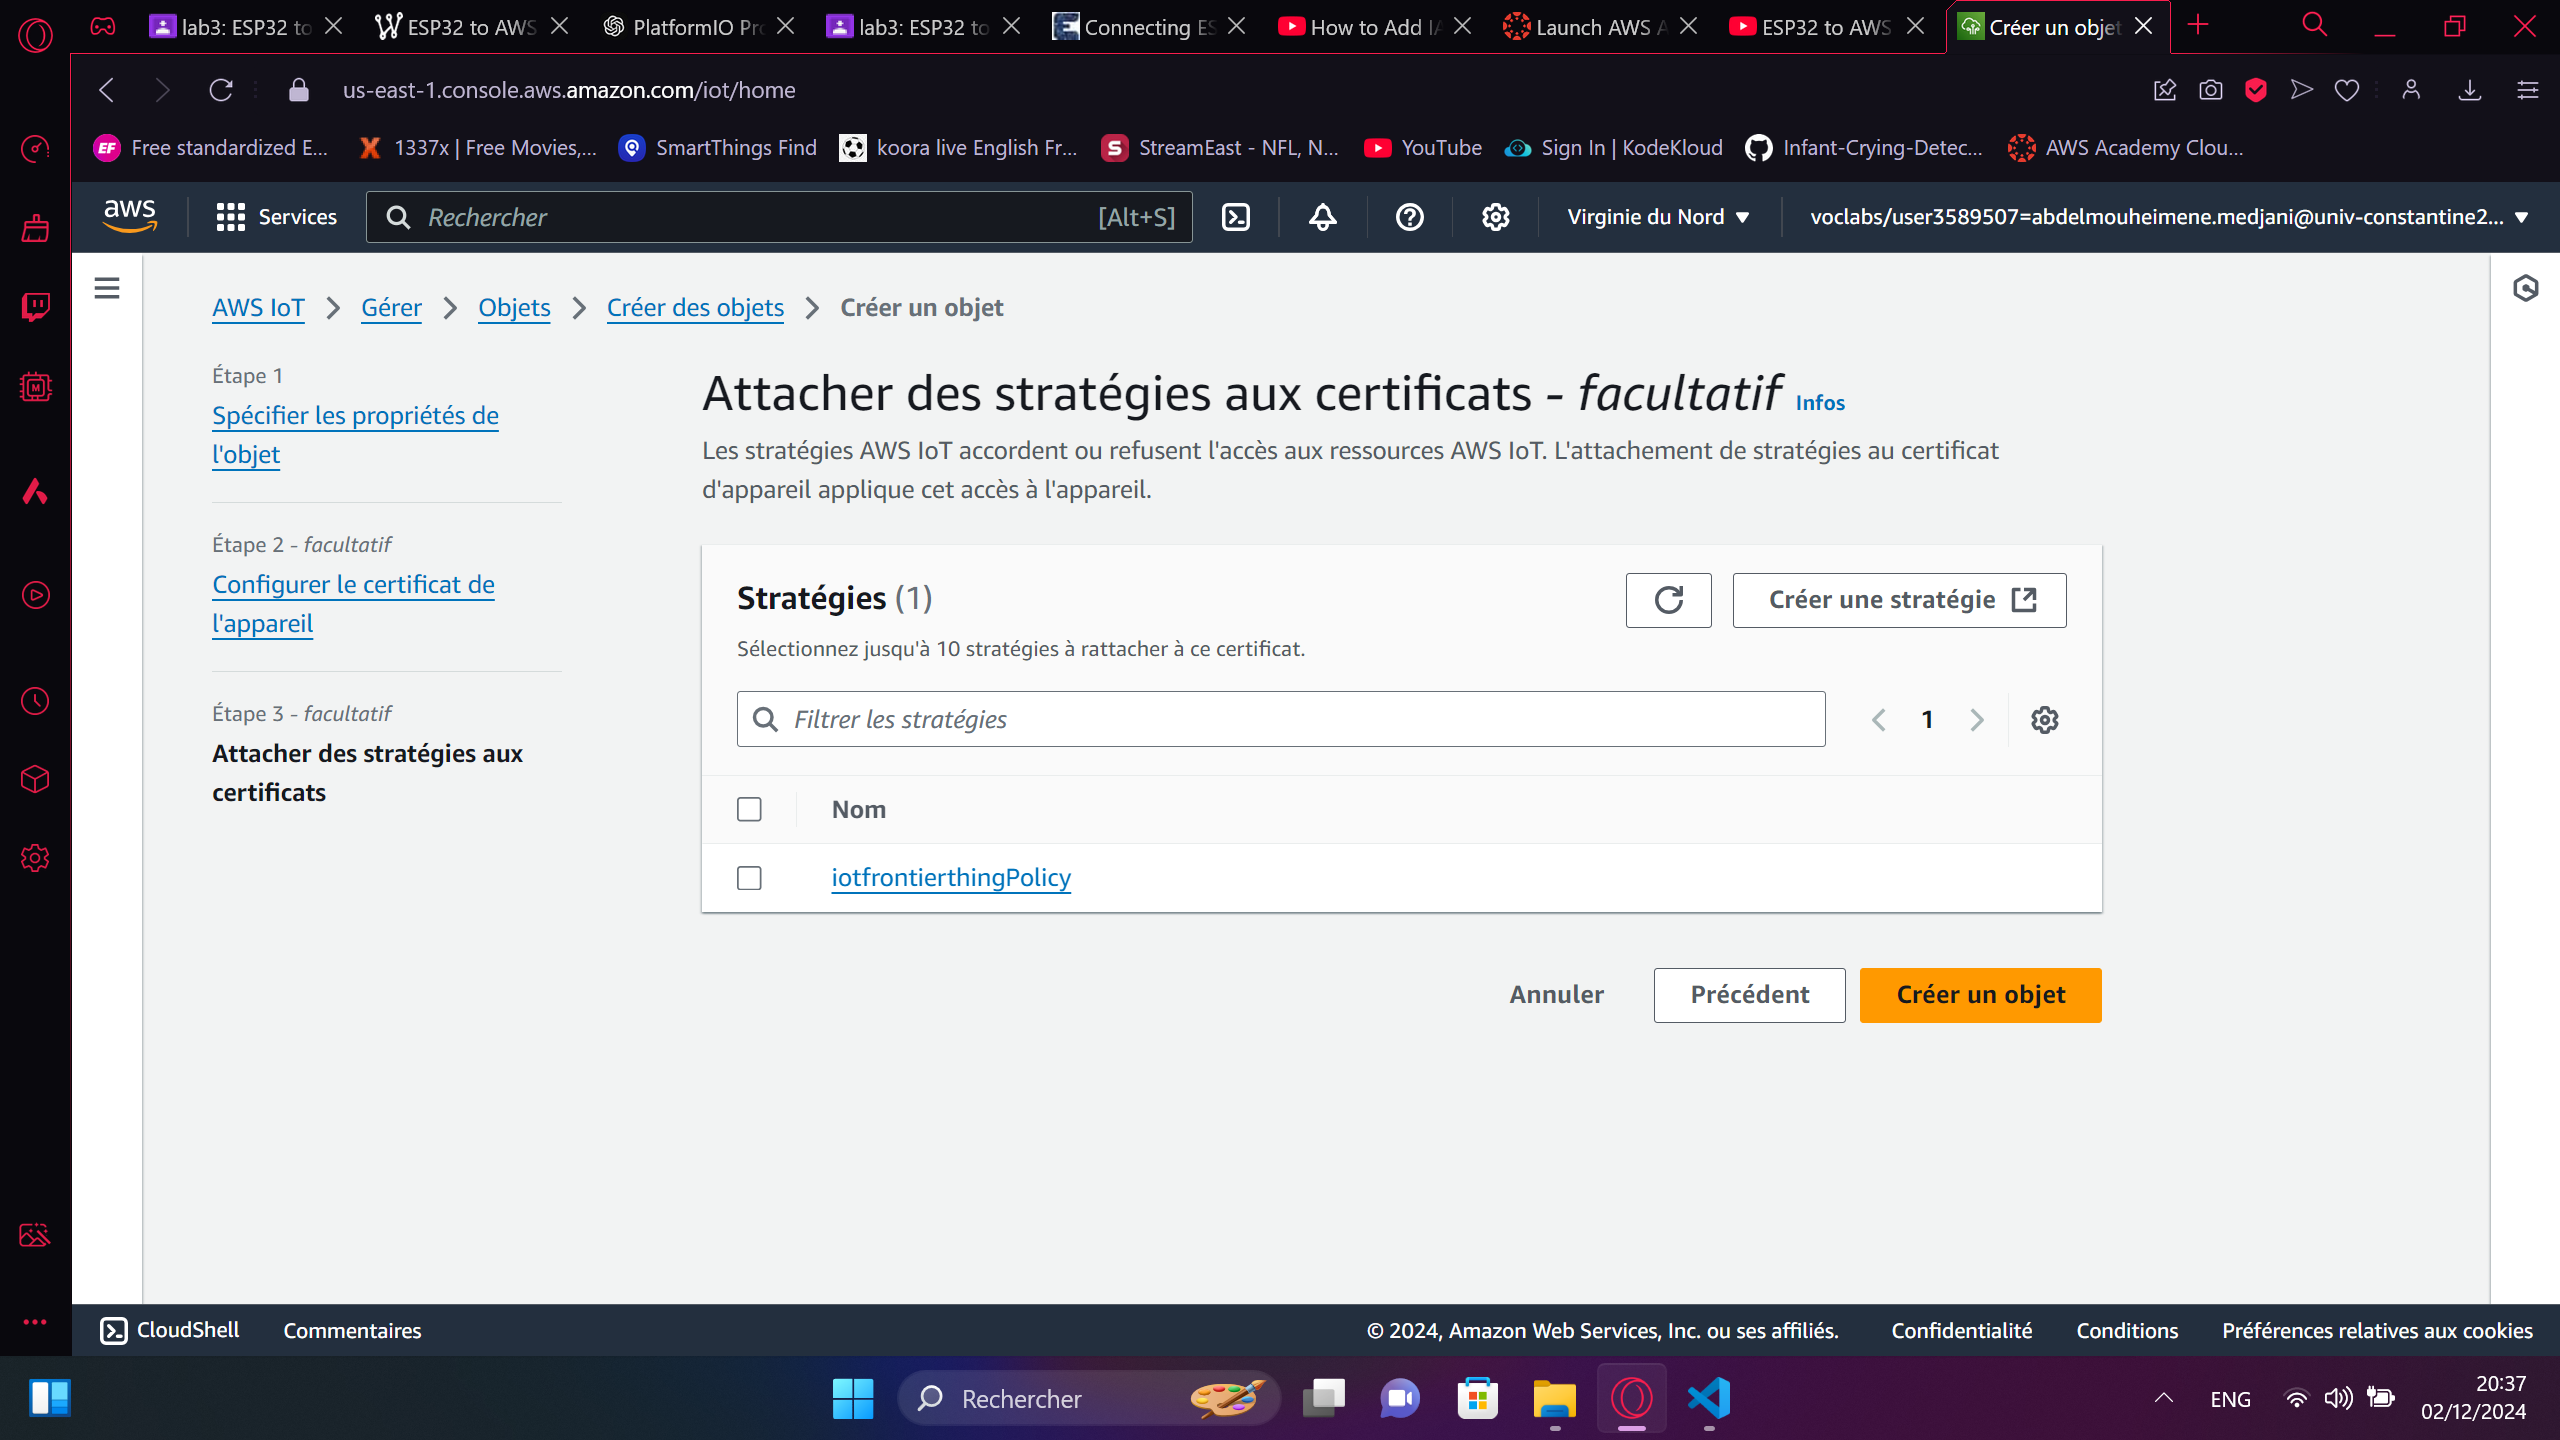 lab3: ESP32 to
ESP32 to AWS
PlatformIO Pro
lab3: ESP32 to
Connecting ES
How to Add IA
Launch AWS A
ESP32 to AWS
Créer un objet
us-east-1.console.aws.amazon.com/iot/home
Free standardized E...
1337x | Free Movies,...
SmartThings Find
koora live English Fr...
StreamEast - NFL, N...
YouTube
Sign In | KodeKloud
Infant-Crying-Detec...
AWS Academy Clou...
aws
Services
Rechercher
[Alt+S]
Virginie du Nord
voclabs/user3589507=abdelmouheimene.medjani@univ-constantine2...
AWS IoT
Gérer
Objets
Créer des objets
Créer un objet
Étape 1
Spécifier les propriétés de
l'objet
Étape 2 - facultatif
Configurer le certificat de
l'appareil
Étape 3 - facultatif
Attacher des stratégies aux
certificats
Attacher des stratégies aux certificats - facultatif Infos
Les stratégies AWS IoT accordent ou refusent l'accès aux ressources AWS IoT. L'attachement de stratégies au certificat
d'appareil applique cet accès à l'appareil.
Stratégies (1)
Créer une stratégie
Sélectionnez jusqu'à 10 stratégies à rattacher à ce certificat.
Filtrer les stratégies
1
Nom
iotfrontierthingPolicy
Annuler
Précédent
Créer un objet
CloudShell
Commentaires
© 2024, Amazon Web Services, Inc. ou ses affiliés.
Confidentialité
Conditions
Préférences relatives aux cookies
Rechercher
ENG
20:37
02/12/2024